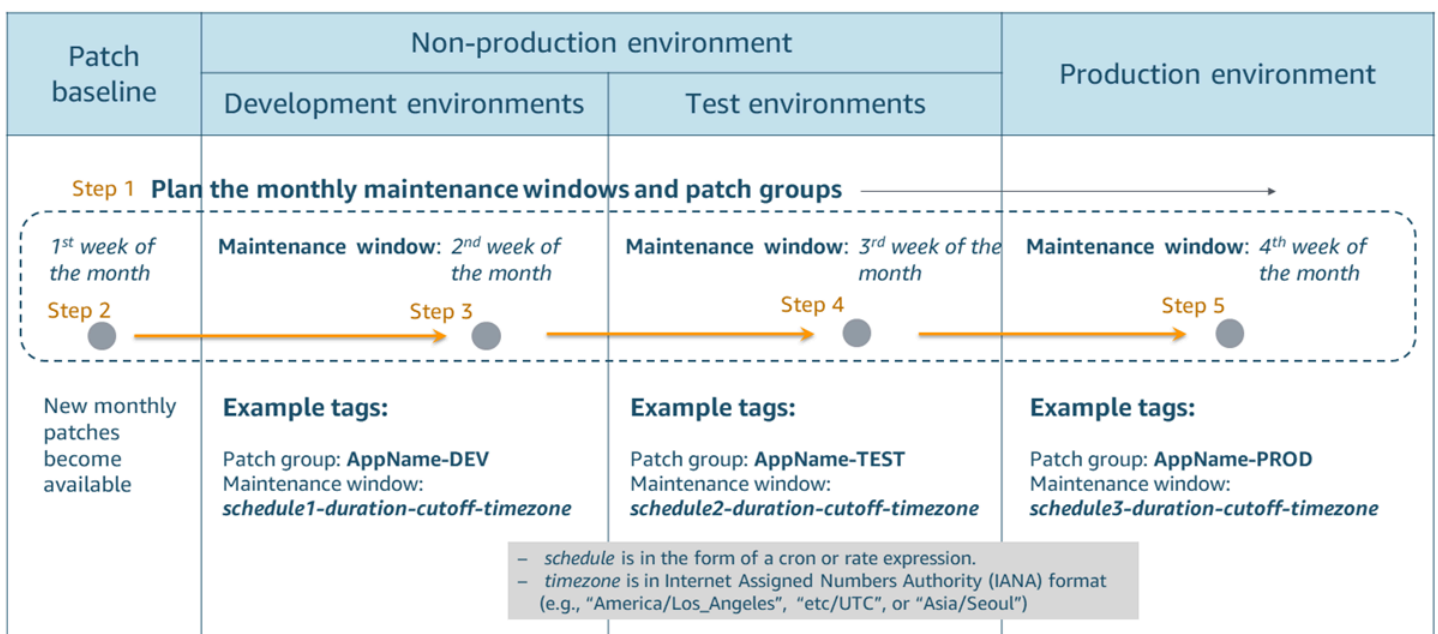 Patch
baseline
Non-production environment
Development environments
Test environments
Production environment
Step 1 Plan the monthly maintenance windows and patch groups
1st week of
the month
Step 2
Maintenance window: 2nd week of
the month
Step 3
Maintenance window: 3rd week of the
month
Step 4
Maintenance window: 4th week of
the month
Step 5
New monthly
patches
become
available
Example tags:
Patch group: AppName-DEV
Maintenance window:
schedule1-duration-cutoff-timezone
Example tags:
Patch group: AppName-TEST
Maintenance window:
schedule2-duration-cutoff-timezone
Example tags:
Patch group: AppName-PROD
Maintenance window:
schedule3-duration-cutoff-timezone
– schedule is in the form of a cron or rate expression.
– timezone is in Internet Assigned Numbers Authority (IANA) format
(e.g., “America/Los_Angeles”, “etc/UTC”, or “Asia/Seoul”)